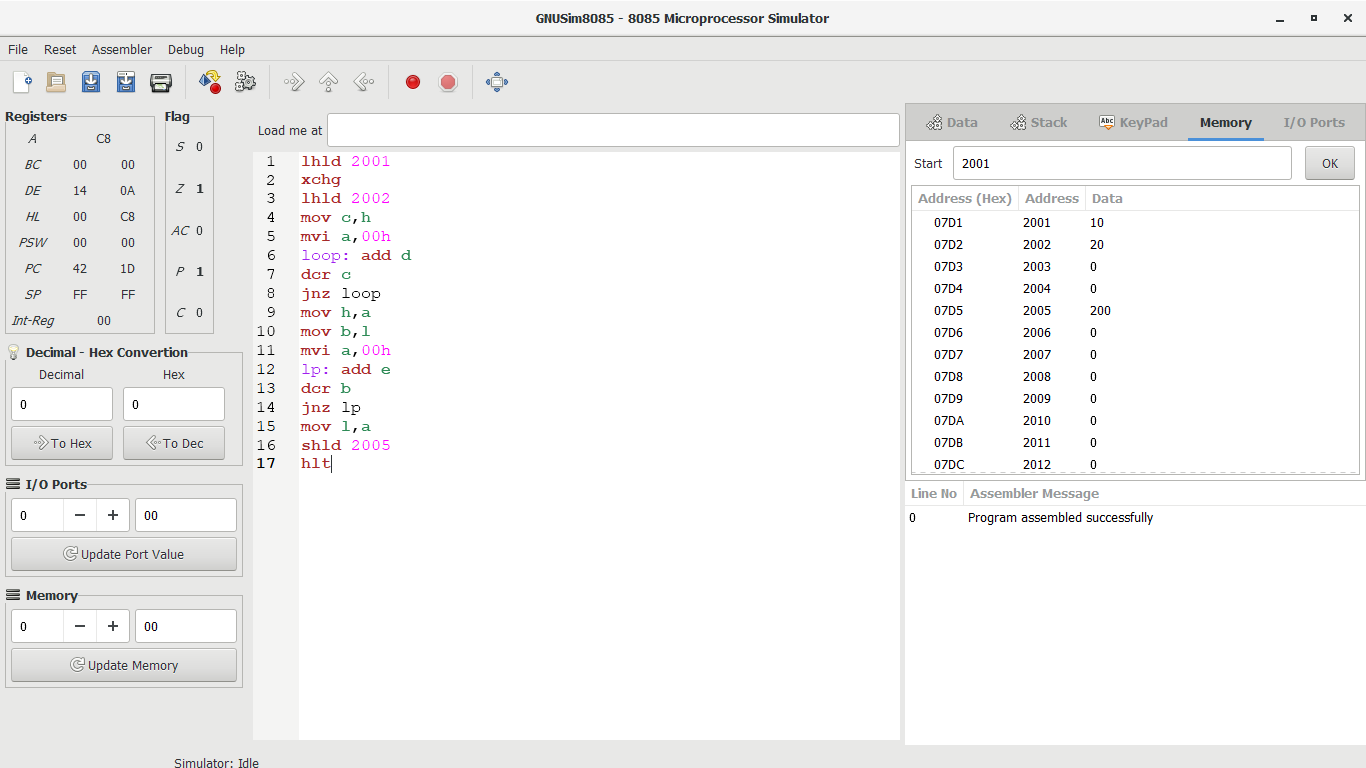 GNUSim8085 - 8085 Microprocessor Simulator
File Reset Assembler Debug Help
Registers
A C8
BC 00 00
DE 14 0A
HL 00 C8
PSW 00 00
PC 42 1D
SP FF FF
Int-Reg 00
Flag
S 0
Z 1
AC 0
P 1
C 0
Decimal - Hex Convertion
Decimal Hex
0 0
To Hex To Dec
I/O Ports
0 − + 00
Update Port Value
Memory
0 − + 00
Update Memory
Load me at
1 lhld 2001
2 xchg
3 lhld 2002
4 mov c,h
5 mvi a,00h
6 loop: add d
7 dcr c
8 jnz loop
9 mov h,a
10 mov b,l
11 mvi a,00h
12 lp: add e
13 dcr b
14 jnz lp
15 mov l,a
16 shld 2005
17 hlt
Data Stack Abc KeyPad Memory I/O Ports
Start 2001 OK
Address (Hex) Address Data
07D1 2001 10
07D2 2002 20
07D3 2003 0
07D4 2004 0
07D5 2005 200
07D6 2006 0
07D7 2007 0
07D8 2008 0
07D9 2009 0
07DA 2010 0
07DB 2011 0
07DC 2012 0
Line No Assembler Message
0 Program assembled successfully
Simulator: Idle